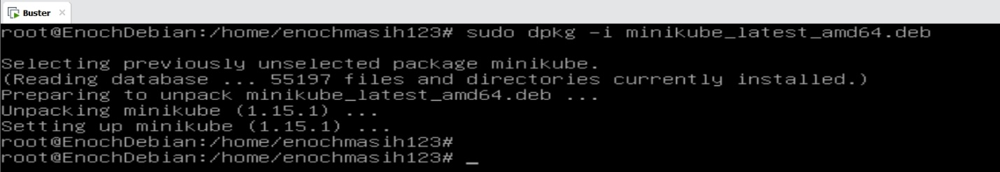 Buster
root@EnochDebian:/home/enochmasih123# sudo dpkg -i minikube_latest_amd64.deb
Selecting previously unselected package minikube.
(Reading database ... 55197 files and directories currently installed.)
Preparing to unpack minikube_latest_amd64.deb ...
Unpacking minikube (1.15.1) ...
Setting up minikube (1.15.1) ...
root@EnochDebian:/home/enochmasih123#
root@EnochDebian:/home/enochmasih123# _